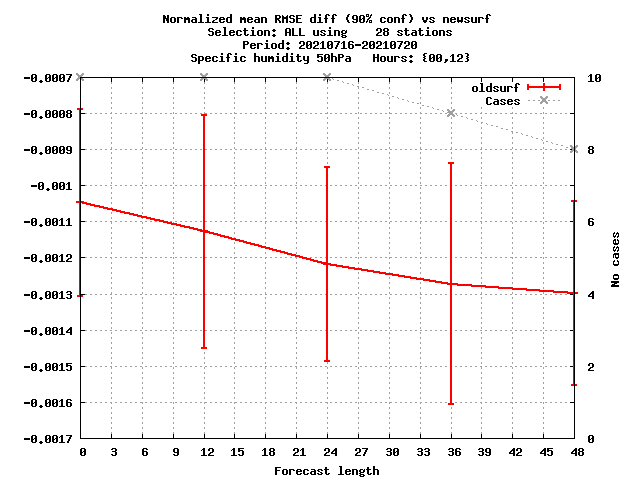 Normalized mean RMSE diff (90% conf) vs newsurf
Selection: ALL using    28 stations
Period: 20210716-20210720
Specific humidity 50hPa   Hours: {00,12}
oldsurf
Cases
-0,0007
-0,0008
-0,0009
-0,001
-0,0011
-0,0012
-0,0013
-0,0014
-0,0015
-0,0016
-0,0017
10
8
6
4
2
0
No cases
0 3 6 9 12 15 18 21 24 27 30 33 36 39 42 45 48
Forecast length